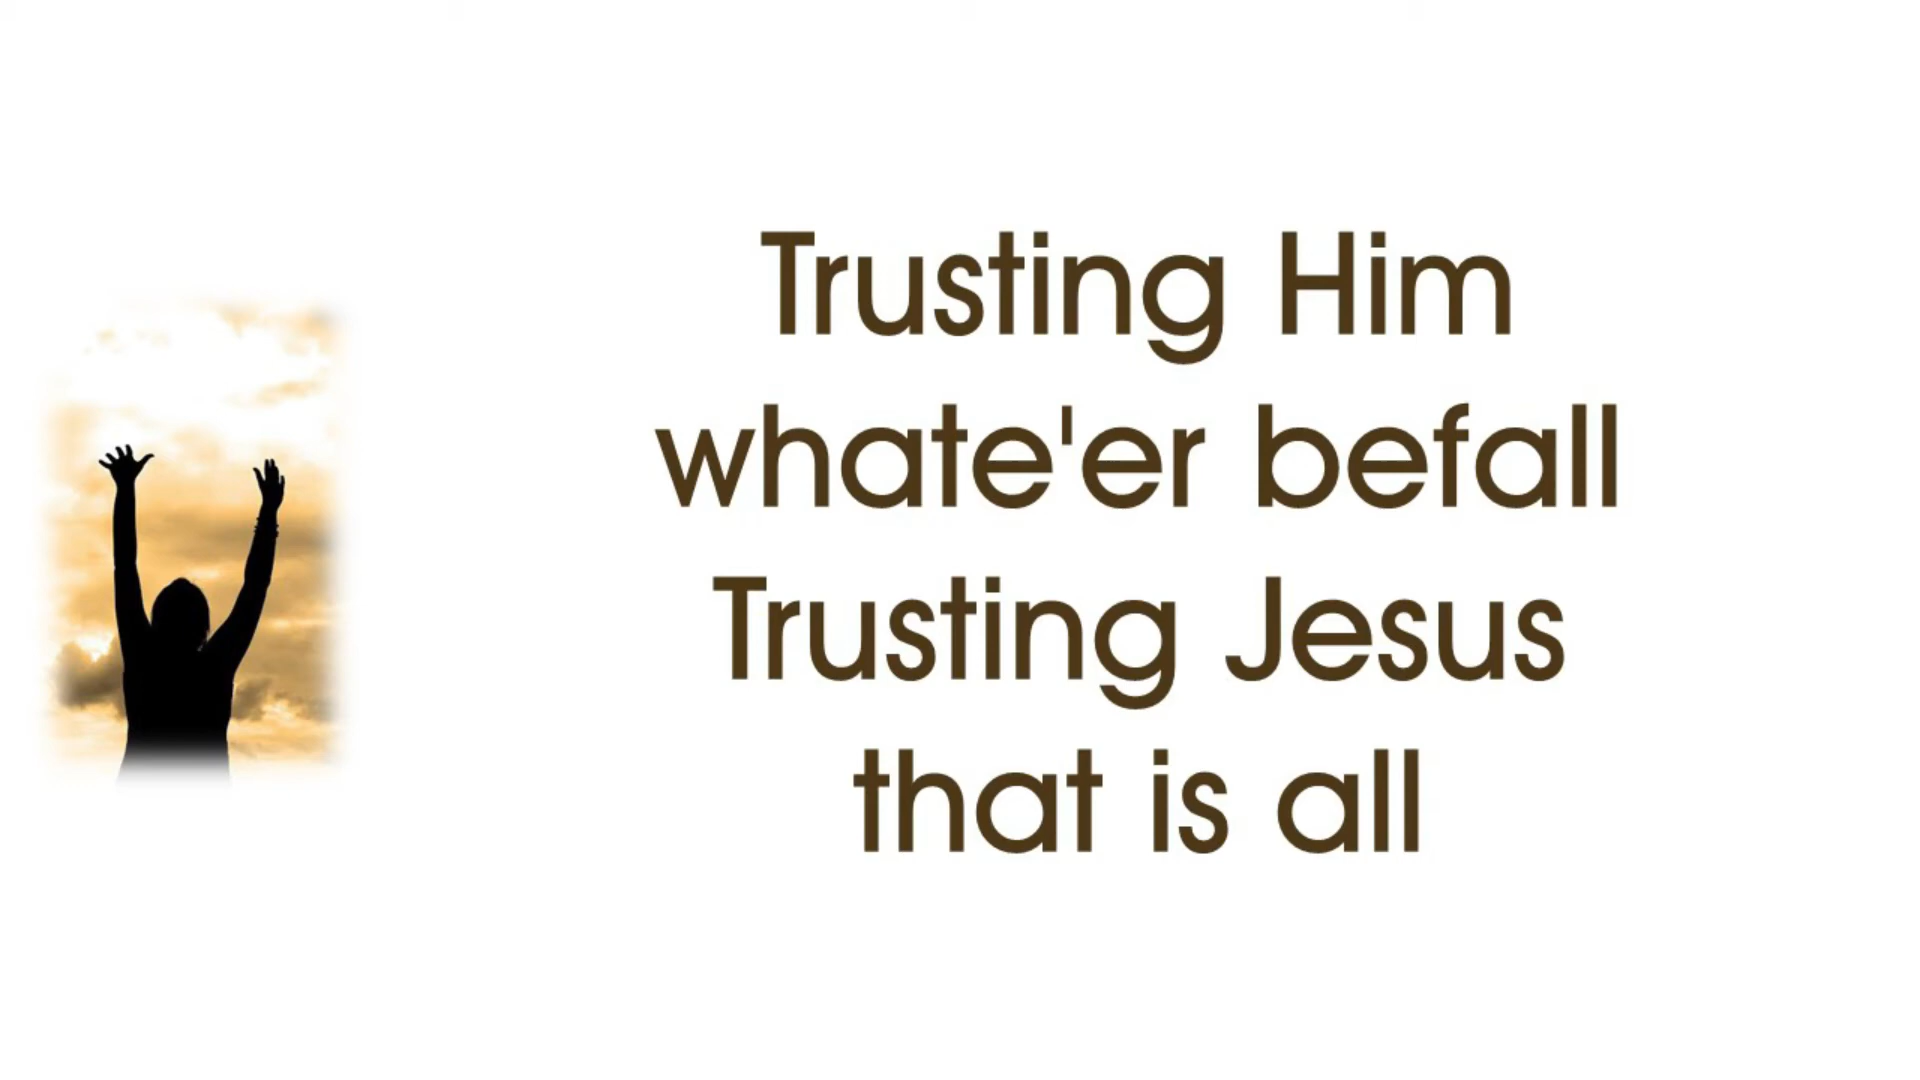 Trusting Him
whate'er befall
Trusting Jesus
that is all